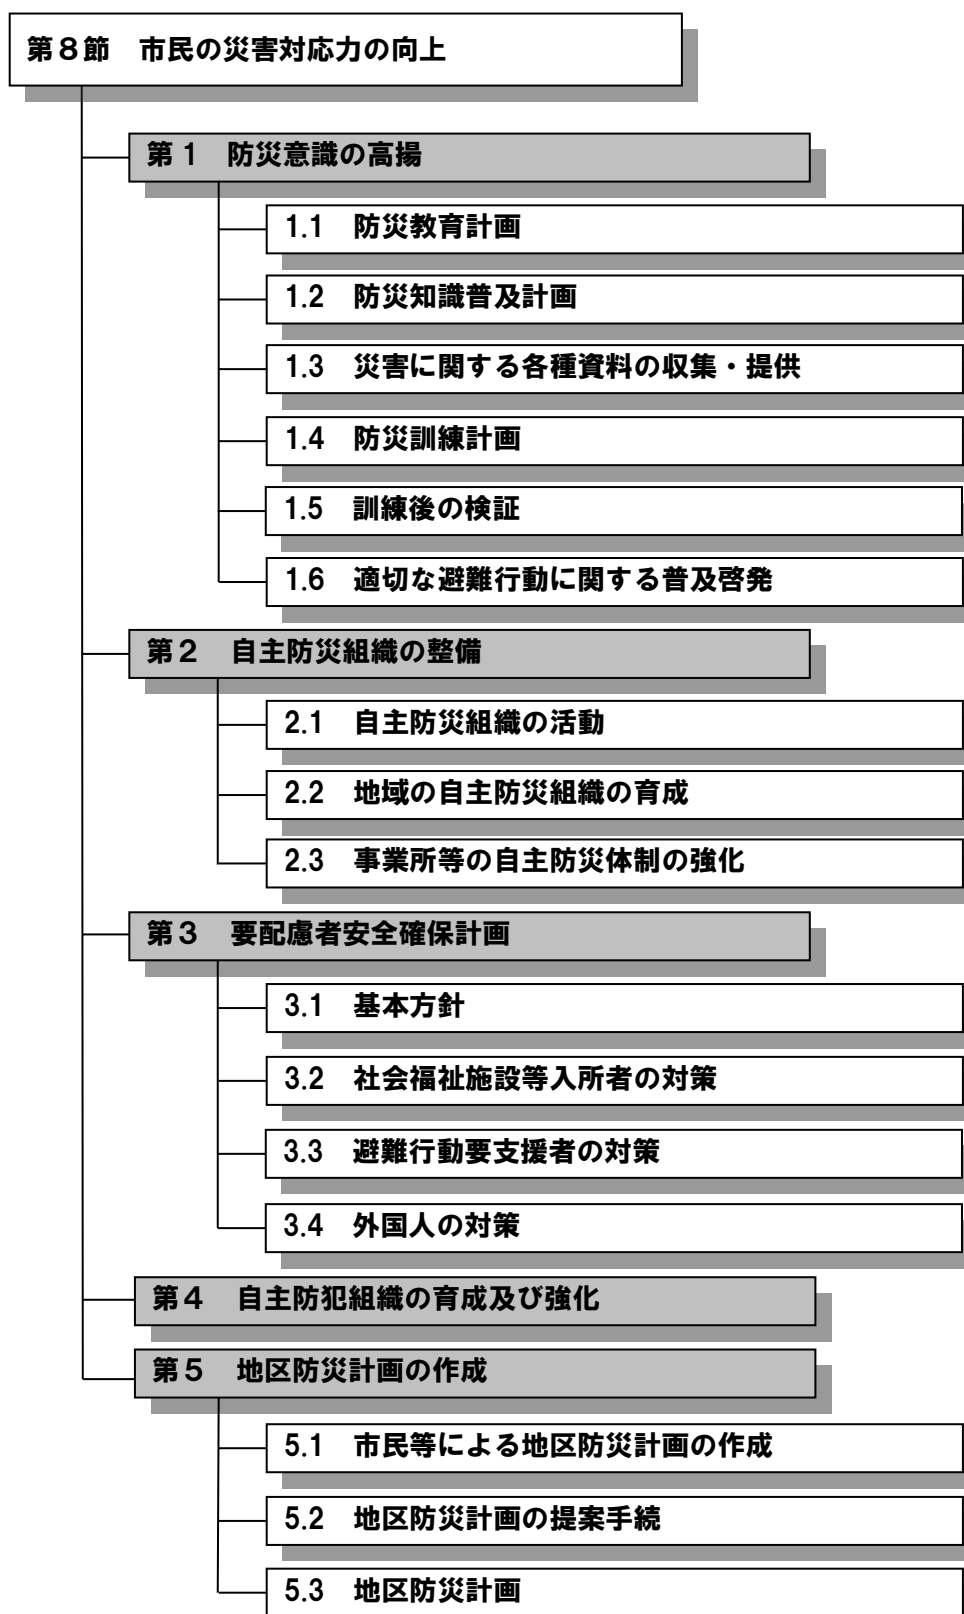 第８節　市民の災害対応力の向上
第１　防災意識の高揚
1.1　防災教育計画
1.2　防災知識普及計画
1.3　災害に関する各種資料の収集・提供
1.4　防災訓練計画
1.5　訓練後の検証
1.6　適切な避難行動に関する普及啓発
第２　自主防災組織の整備
2.1　自主防災組織の活動
2.2　地域の自主防災組織の育成
2.3　事業所等の自主防災体制の強化
第３　要配慮者安全確保計画
3.1　基本方針
3.2　社会福祉施設等入所者の対策
3.3　避難行動要支援者の対策
3.4　外国人の対策
第４　自主防犯組織の育成及び強化
第５　地区防災計画の作成
5.1　市民等による地区防災計画の作成
5.2　地区防災計画の提案手続
5.3　地区防災計画